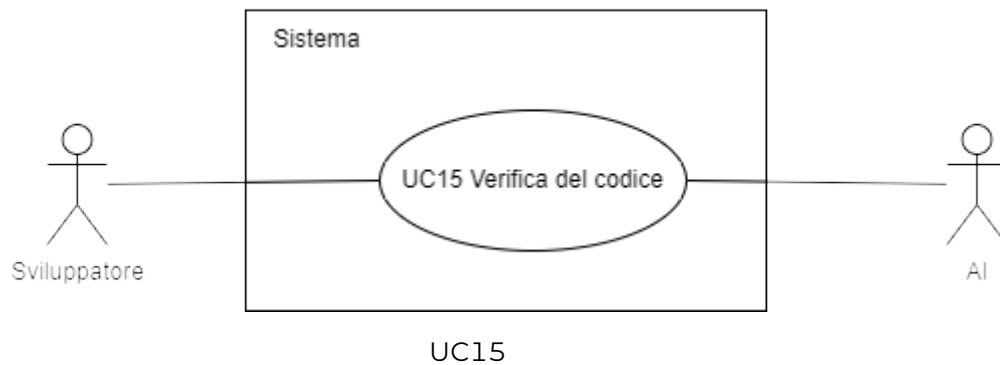 Sistema
UC15 Verifica del codice
Sviluppatore
AI
UC15